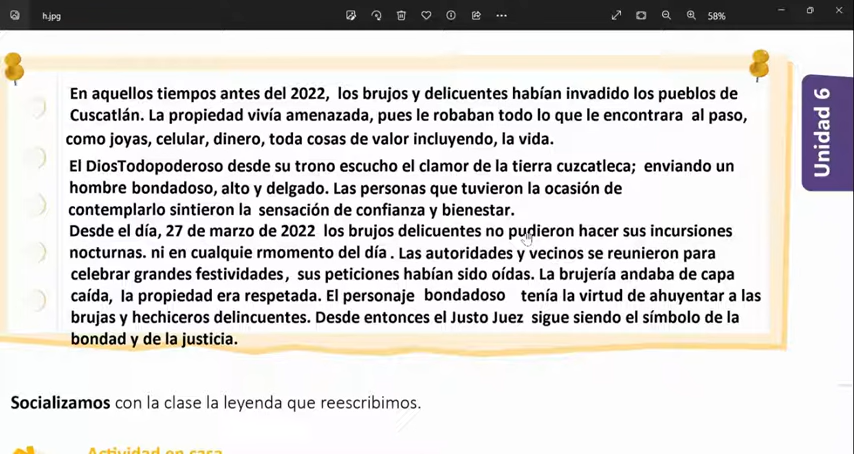 h.jpg
58%
En aquellos tiempos antes del 2022, los brujos y delicuentes habían invadido los pueblos de
Cuscatlán. La propiedad vivía amenazada, pues le robaban todo lo que le encontrara al paso,
como joyas, celular, dinero, toda cosas de valor incluyendo, la vida.
El DiosTodopoderoso desde su trono escucho el clamor de la tierra cuzcatleca; enviando un
hombre bondadoso, alto y delgado. Las personas que tuvieron la ocasión de
contemplarlo sintieron la sensación de confianza y bienestar.
Desde el día, 27 de marzo de 2022 los brujos delicuentes no pudieron hacer sus incursiones
nocturnas. ni en cualquie rmomento del día. Las autoridades y vecinos se reunieron para
celebrar grandes festividades, sus peticiones habían sido oídas. La brujería andaba de capa
caída, la propiedad era respetada. El personaje bondadoso tenía la virtud de ahuyentar a las
brujas y hechiceros delincuentes. Desde entonces el Justo Juez sigue siendo el símbolo de la
bondad y de la justicia.
Unidad 6
Socializamos con la clase la leyenda que reescribimos.
Actividad en casa